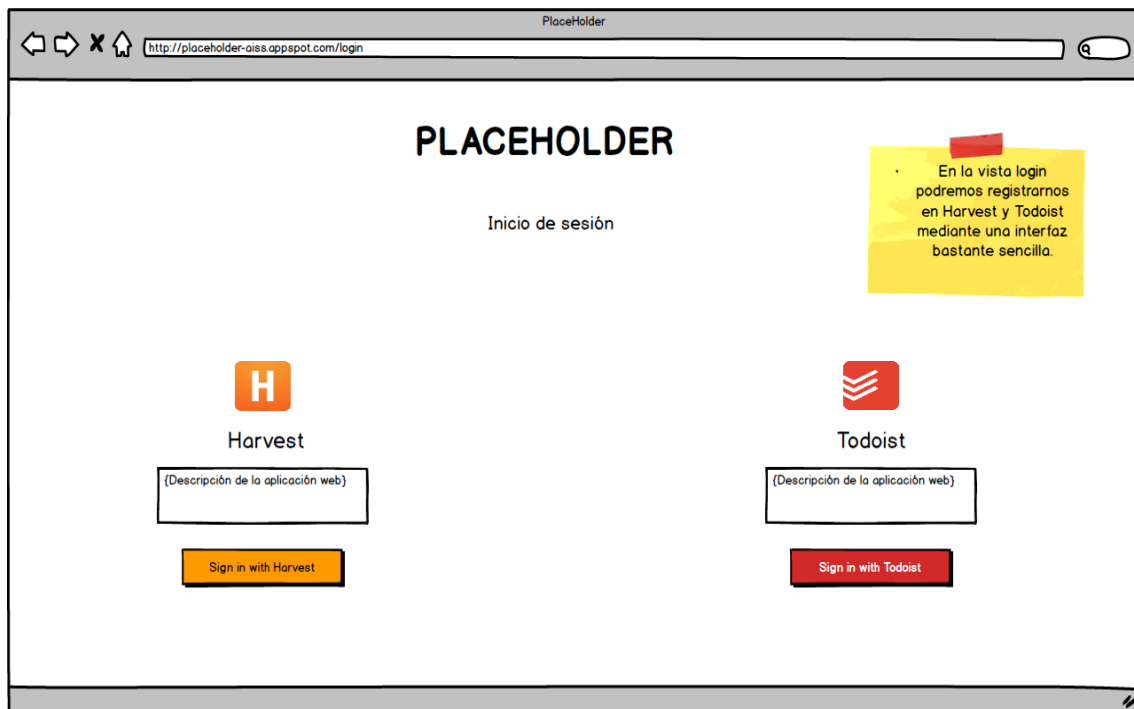 PlaceHolder
http://placeholder-aiss.appspot.com/login
PLACEHOLDER
Inicio de sesión
· En la vista login
podremos registrarnos
en Harvest y Todoist
mediante una interfaz
bastante sencilla.
H
Harvest
{Descripción de la aplicación web}
Sign in with Harvest
Todoist
{Descripción de la aplicación web}
Sign in with Todoist